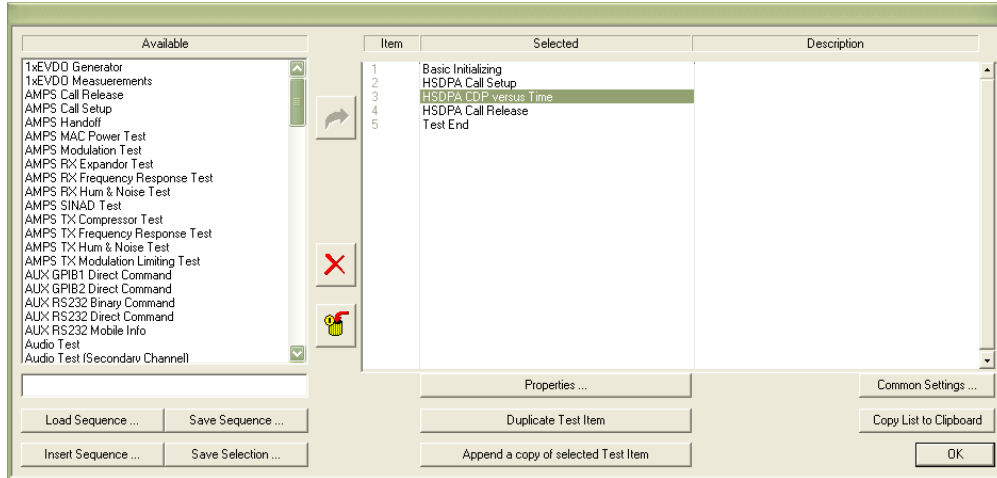 Available
1xEVDO Generator
1xEVDO Measuerements
AMPS Call Release
AMPS Call Setup
AMPS Handoff
AMPS MAC Power Test
AMPS Modulation Test
AMPS RX Expandor Test
AMPS RX Frequency Response Test
AMPS RX Hum & Noise Test
AMPS SINAD Test
AMPS TX Compressor Test
AMPS TX Frequency Response Test
AMPS TX Hum & Noise Test
AMPS TX Modulation Limiting Test
AUX GPIB1 Direct Command
AUX GPIB2 Direct Command
AUX RS232 Binary Command
AUX RS232 Direct Command
AUX RS232 Mobile Info
Audio Test
Audio Test (Secondary Channel)
Load Sequence ...
Save Sequence ...
Insert Sequence ...
Save Selection ...
Item Selected Description
1 Basic Initializing
2 HSDPA Call Setup
3 HSDPA CDP versus Time
4 HSDPA Call Release
5 Test End
Properties ...
Common Settings ...
Duplicate Test Item
Copy List to Clipboard
Append a copy of selected Test Item
OK